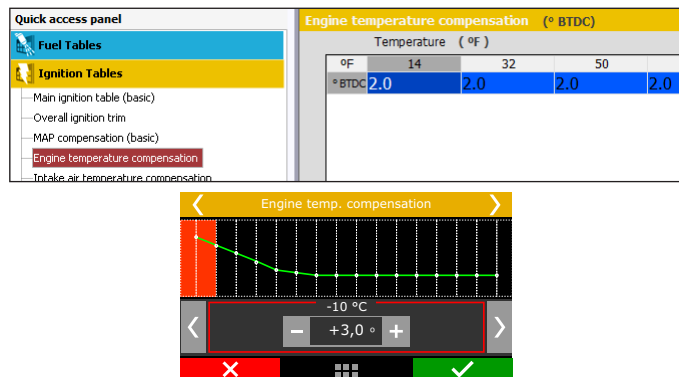 Quick access panel
Engine temperature compensation (º BTDC)
Fuel Tables
Temperature ( ºF )
Ignition Tables
ºF 14 32 50
º BTDC 2.0 2.0 2.0 2.0
Main ignition table (basic)
Overall ignition trim
MAP compensation (basic)
Engine temperature compensation
Intake air temperature compensation
Engine temp. compensation
-10 °C
+3,0 °